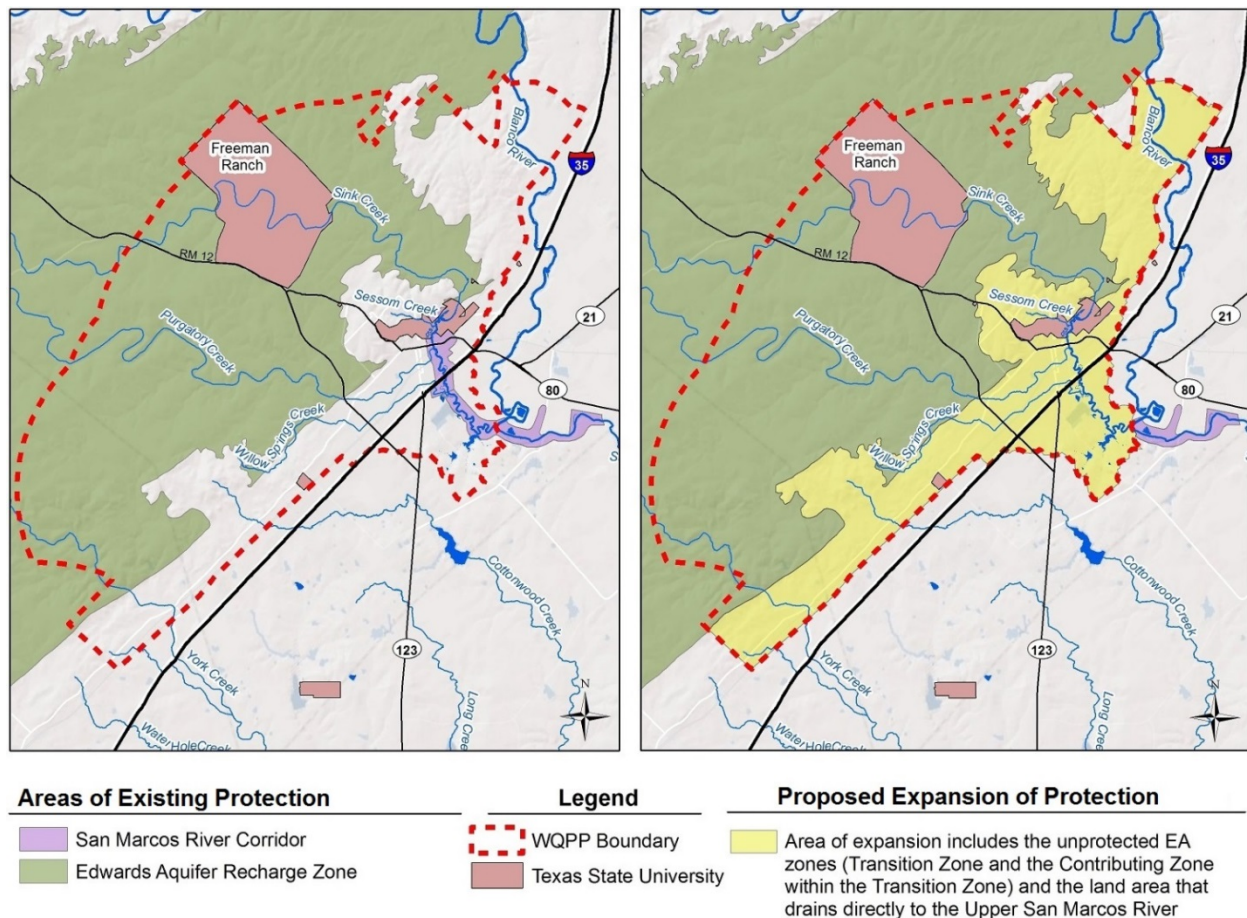 Blanco River
35
Freeman
Ranch
Sink Creek
RM 12
Sessom Creek
21
Purgatory Creek
80
Willow Springs Creek
S
Cottonwood Creek
123
York Creek
N
Long Cree
WaterHoleCreek
Blanco River
35
Freeman
Ranch
Sink Creek
RM 12
Sessom Creek
21
Purgatory Creek
80
Willow Springs Creek
Cottonwood Creek
123
York Creek
N
Long Cre
WaterHoleCreek
Areas of Existing Protection
San Marcos River Corridor
Edwards Aquifer Recharge Zone
Legend
WQPP Boundary
Texas State University
Proposed Expansion of Protection
Area of expansion includes the unprotected EA
zones (Transition Zone and the Contributing Zone
within the Transition Zone) and the land area that
drains directly to the Upper San Marcos River